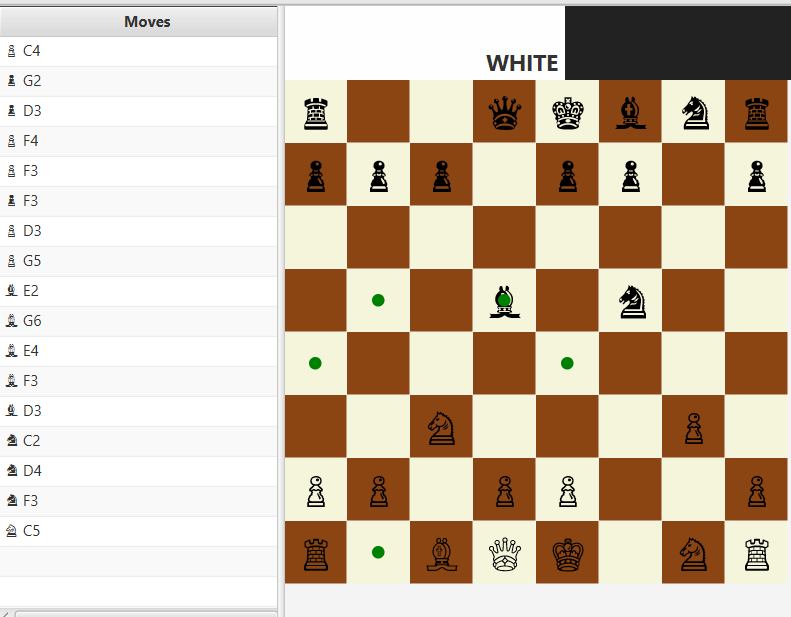 Moves
♙ C4
♟ G2
♟ D3
♙ F4
♙ F3
♟ F3
♙ D3
♙ G5
♝ E2
♗ G6
♗ E4
♗ F3
♝ D3
♞ C2
♞ D4
♞ F3
♘ C5
WHITE